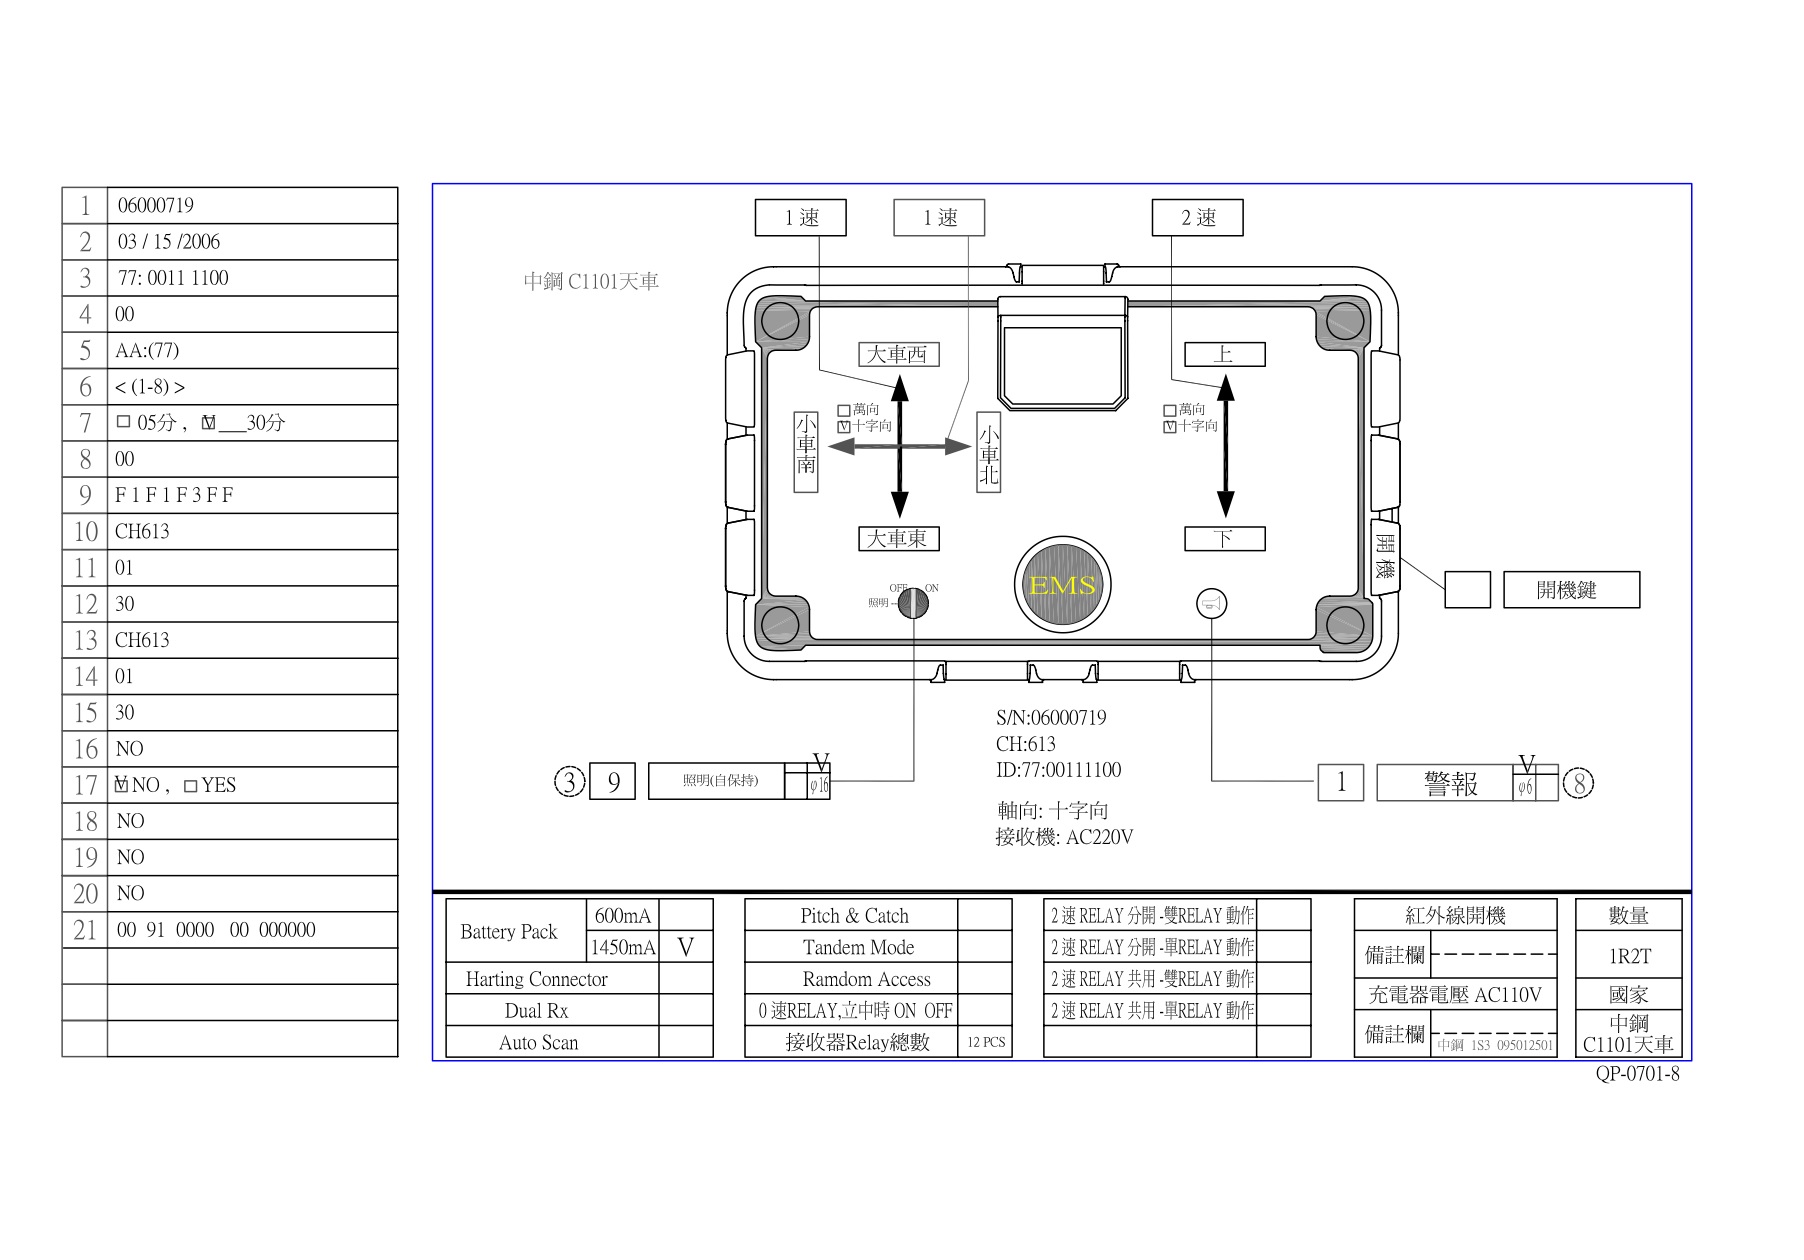 1 06000719
2 03 / 15 /2006
3 77: 0011 1100
4 00
5 AA:(77)
6 < (1-8) >
7 □ 05分 , ☑ ___30分
8 00
9 F 1 F 1 F 3 F F
10 CH613
11 01
12 30
13 CH613
14 01
15 30
16 NO
17 ☑ NO , □ YES
18 NO
19 NO
20 NO
21 00 91 0000 00 000000
1 速
1 速
2 速
中鋼 C1101天車
大車西
上
□萬向
☑十字向
□萬向
☑十字向
小車南
小車北
大車東
下
開機
開機鍵
OFF ON
照明
EMS
S/N:06000719
CH:613
ID:77:00111100
軸向: 十字向
接收機: AC220V
3 9 照明(自保持) V φ16
1 警報 V φ6 8
Battery Pack 600mA
1450mA V
Harting Connector
Dual Rx
Auto Scan
Pitch & Catch
Tandem Mode
Ramdom Access
0 速RELAY,立中時 ON OFF
接收器Relay總數 12 PCS
2 速 RELAY 分開 -雙RELAY 動作
2 速 RELAY 分開 -單RELAY 動作
2 速 RELAY 共用 -雙RELAY 動作
2 速 RELAY 共用 -單RELAY 動作
紅外線開機
備註欄
充電器電壓 AC110V
備註欄 中鋼 1S3 095012501
數量
1R2T
國家
中鋼
C1101天車
QP-0701-8